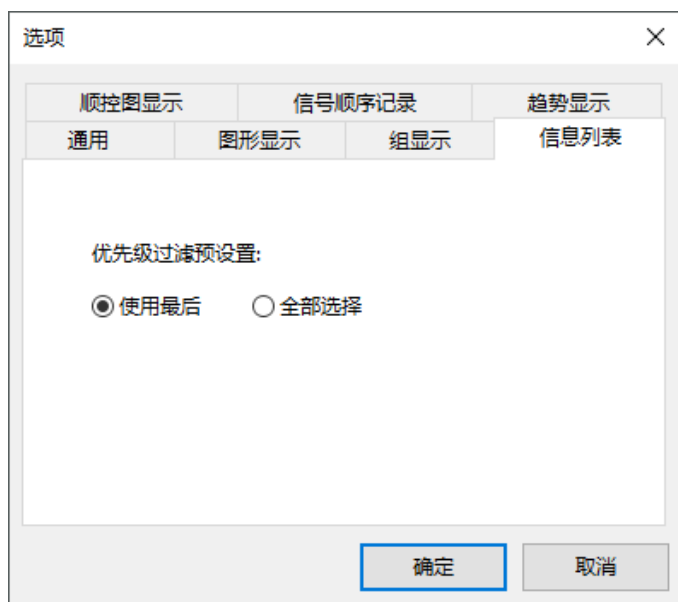 选项
顺控图显示 信号顺序记录 趋势显示
通用 图形显示 组显示 信息列表
优先级过滤预设置:
使用最后 全部选择
确定 取消